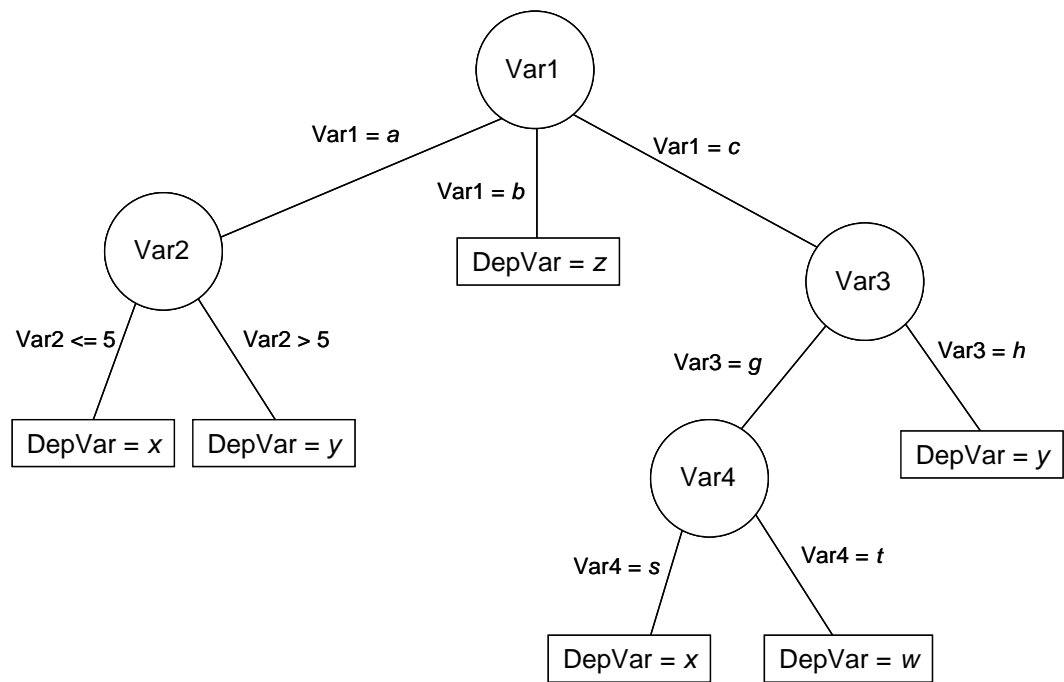 Var1
Var1 = a
Var1 = b
Var1 = c
Var2
DepVar = z
Var3
Var2 <= 5
Var2 > 5
Var3 = g
Var3 = h
DepVar = x
DepVar = y
Var4
DepVar = y
Var4 = s
Var4 = t
DepVar = x
DepVar = w